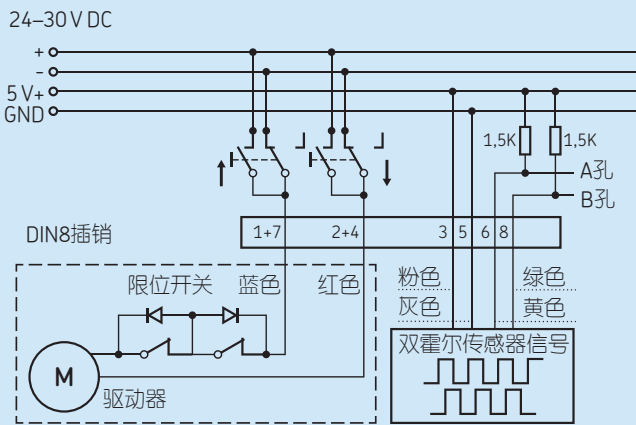 24–30 V DC
+
–
5 V+
GND
1,5K 1,5K
A孔
B孔
DIN8插销 1+7 2+4 3 5 6 8
限位开关 蓝色 红色 粉色 绿色
灰色 黄色
双霍尔传感器信号
M
驱动器